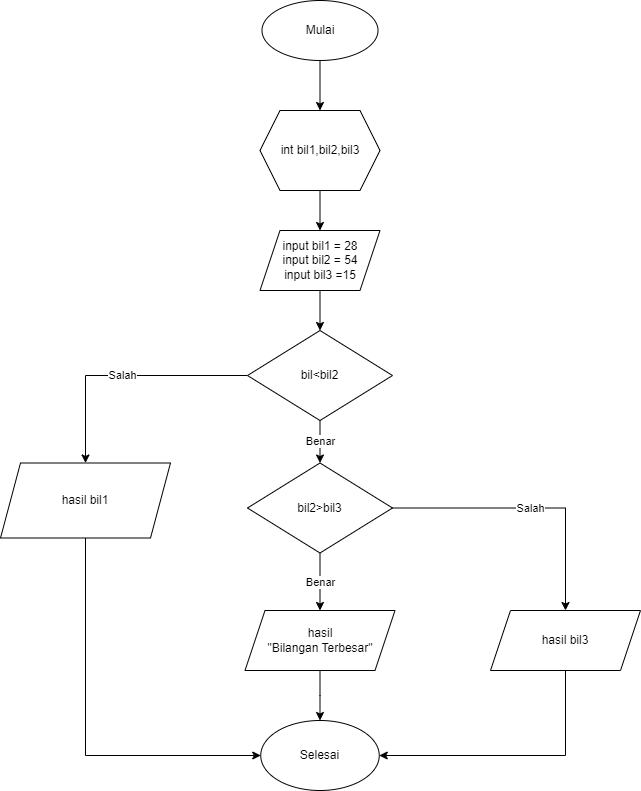 Mulai
int bil1,bil2,bil3
input bil1 = 28
input bil2 = 54
input bil3 =15
bil<bil2
Salah
Benar
hasil bil1
bil2>bil3
Salah
Benar
hasil
"Bilangan Terbesar"
hasil bil3
Selesai